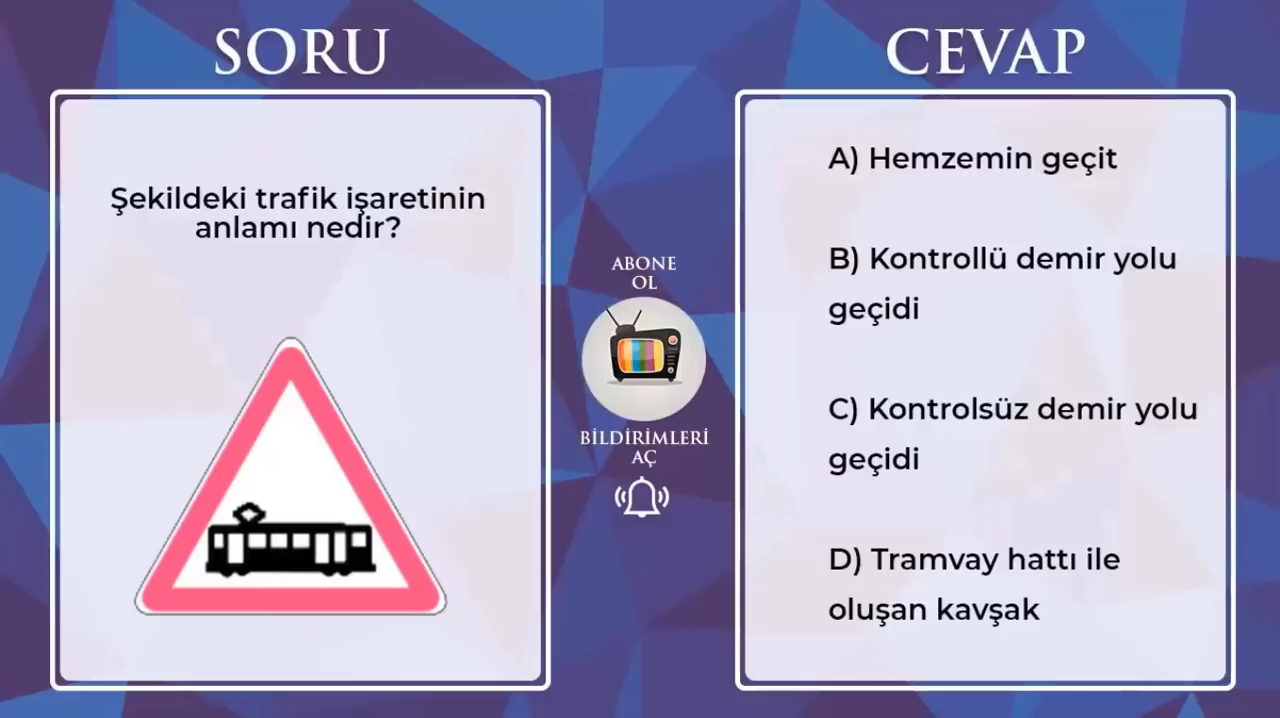 SORU
Şekildeki trafik işaretinin
anlamı nedir?
ABONE
OL
BİLDİRİMLERİ
AÇ
CEVAP
A) Hemzemin geçit
B) Kontrollü demir yolu
geçidi
C) Kontrolsüz demir yolu
geçidi
D) Tramvay hattı ile
oluşan kavşak